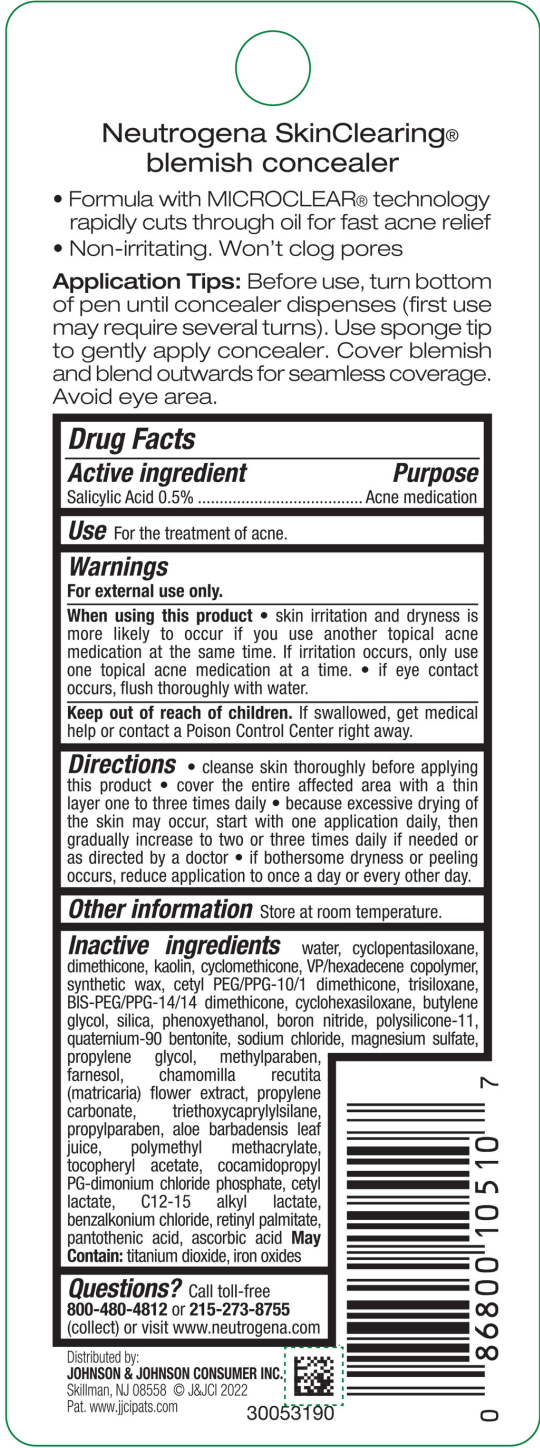 Neutrogena SkinClearing®
blemish concealer
• Formula with MICROCLEAR® technology
rapidly cuts through oil for fast acne relief
• Non-irritating. Won't clog pores
Application Tips: Before use, turn bottom
of pen until concealer dispenses (first use
may require several turns). Use sponge tip
to gently apply concealer. Cover blemish
and blend outwards for seamless coverage.
Avoid eye area.
Drug Facts
Active ingredient Purpose
Salicylic Acid 0.5% ...................................... Acne medication
Use For the treatment of acne.
Warnings
For external use only.
When using this product • skin irritation and dryness is
more likely to occur if you use another topical acne
medication at the same time. If irritation occurs, only use
one topical acne medication at a time. • if eye contact
occurs, flush thoroughly with water.
Keep out of reach of children. If swallowed, get medical
help or contact a Poison Control Center right away.
Directions • cleanse skin thoroughly before applying
this product • cover the entire affected area with a thin
layer one to three times daily • because excessive drying of
the skin may occur, start with one application daily, then
gradually increase to two or three times daily if needed or
as directed by a doctor • if bothersome dryness or peeling
occurs, reduce application to once a day or every other day.
Other information Store at room temperature.
Inactive ingredients water, cyclopentasiloxane,
dimethicone, kaolin, cyclomethicone, VP/hexadecene copolymer,
synthetic wax, cetyl PEG/PPG-10/1 dimethicone, trisiloxane,
BIS-PEG/PPG-14/14 dimethicone, cyclohexasiloxane, butylene
glycol, silica, phenoxyethanol, boron nitride, polysilicone-11,
quaternium-90 bentonite, sodium chloride, magnesium sulfate,
propylene glycol, methylparaben,
farnesol, chamomilla recutita
(matricaria) flower extract, propylene
carbonate, triethoxycaprylylsilane,
propylparaben, aloe barbadensis leaf
juice, polymethyl methacrylate,
tocopheryl acetate, cocamidopropyl
PG-dimonium chloride phosphate, cetyl
lactate, C12-15 alkyl lactate,
benzalkonium chloride, retinyl palmitate,
pantothenic acid, ascorbic acid May
Contain: titanium dioxide, iron oxides
Questions? Call toll-free
800-480-4812 or 215-273-8755
(collect) or visit www.neutrogena.com
Distributed by:
JOHNSON & JOHNSON CONSUMER INC.
Skillman, NJ 08558 © J&JCI 2022
Pat. www.jjcipats.com
30053190
0 86800 10510 7